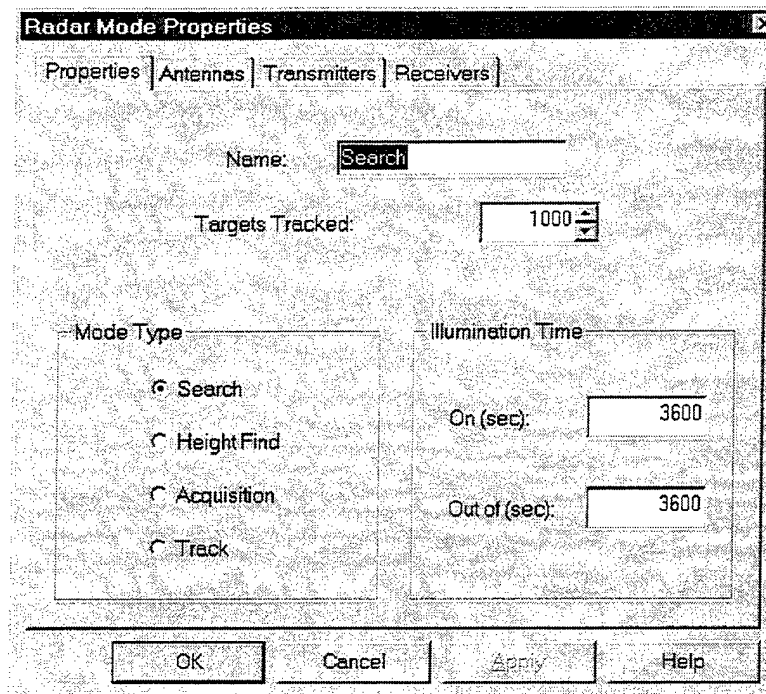 Radar Mode Properties
Properties Antennas Transmitters Receivers
Name: Search
Targets Tracked: 1000
Mode Type
Search
Height Find
Acquisition
Track
Illumination Time
On (sec): 3600
Out of (sec): 3600
OK Cancel Apply Help